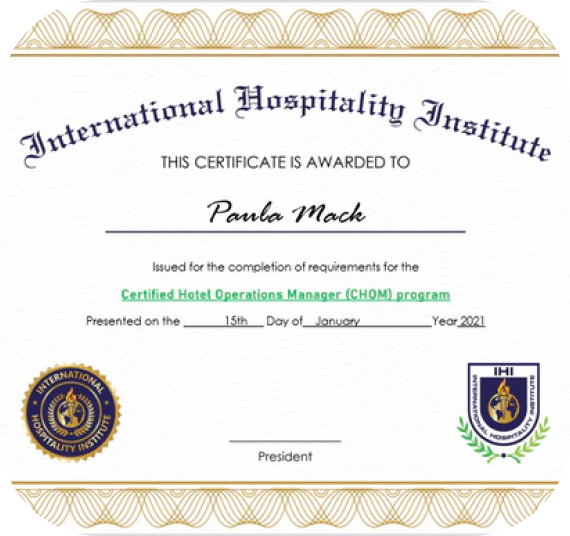 International Hospitality Institute
THIS CERTIFICATE IS AWARDED TO
Paula Mack
Issued for the completion of requirements for the
Certified Hotel Operations Manager (CHOM) program
Presented on the 15th Day of January Year 2021
INTERNATIONAL
HOSPITALITY INSTITUTE
IHI
INTERNATIONAL HOSPITALITY INSTITUTE
President